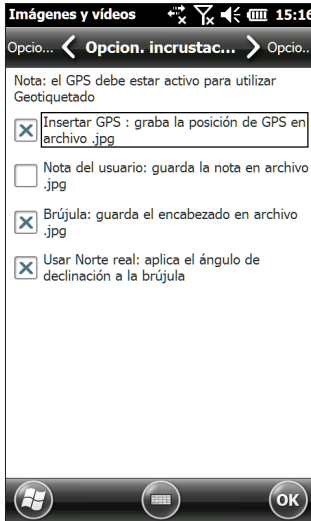 Imágenes y vídeos 15:16
Opcio... Opcion. incrustac... Opcio...
Nota: el GPS debe estar activo para utilizar
Geotiquetado
Insertar GPS : graba la posición de GPS en
archivo .jpg
Nota del usuario: guarda la nota en archivo
.jpg
Brújula: guarda el encabezado en archivo
.jpg
Usar Norte real: aplica el ángulo de
declinación a la brújula
OK